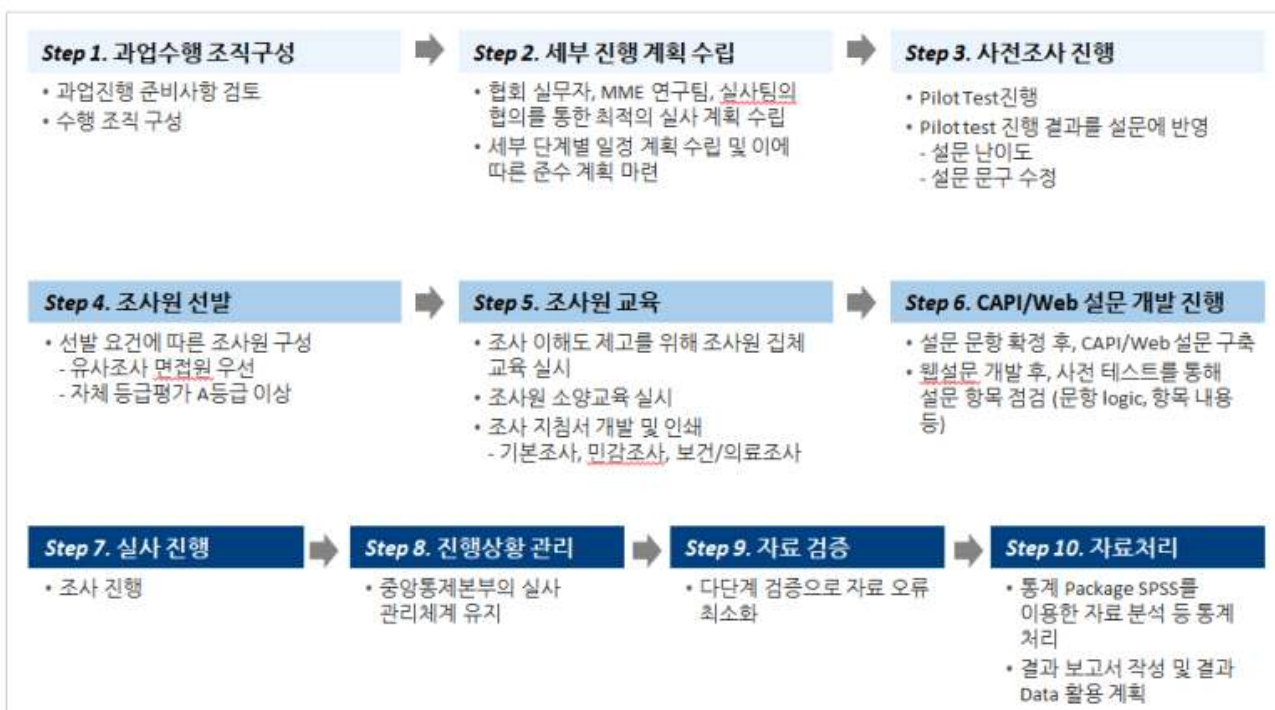 Step 1. 과업수행 조직구성
• 과업진행 준비사항 검토
• 수행 조직 구성
Step 2. 세부 진행 계획 수립
• 협회 실무자, MME 연구팀, 실사팀의
협의를 통한 최적의 실사 계획 수립
• 세부 단계별 일정 계획 수립 및 이에
따른 준수 계획 마련
Step 3. 사전조사 진행
• Pilot Test진행
• Pilot test 진행 결과를 설문에 반영
- 설문 난이도
- 설문 문구 수정
Step 4. 조사원 선발
• 선발 요건에 따른 조사원 구성
- 유사조사 면접원 우선
- 자체 등급평가 A등급 이상
Step 5. 조사원 교육
• 조사 이해도 제고를 위해 조사원 집체
교육 실시
• 조사원 소양교육 실시
• 조사 지침서 개발 및 인쇄
- 기본조사, 민감조사, 보건/의료조사
Step 6. CAPI/Web 설문 개발 진행
• 설문 문항 확정 후, CAPI/Web 설문 구축
• 웹설문 개발 후, 사전 테스트를 통해
설문 항목 점검 (문항 logic, 항목 내용
등)
Step 7. 실사 진행
• 조사 진행
Step 8. 진행상황 관리
• 중앙통제본부의 실사
관리체계 유지
Step 9. 자료 검증
• 다단계 검증으로 자료 오류
최소화
Step 10. 자료처리
• 통계 Package SPSS를
이용한 자료 분석 등 통계
처리
• 결과 보고서 작성 및 결과
Data 활용 계획